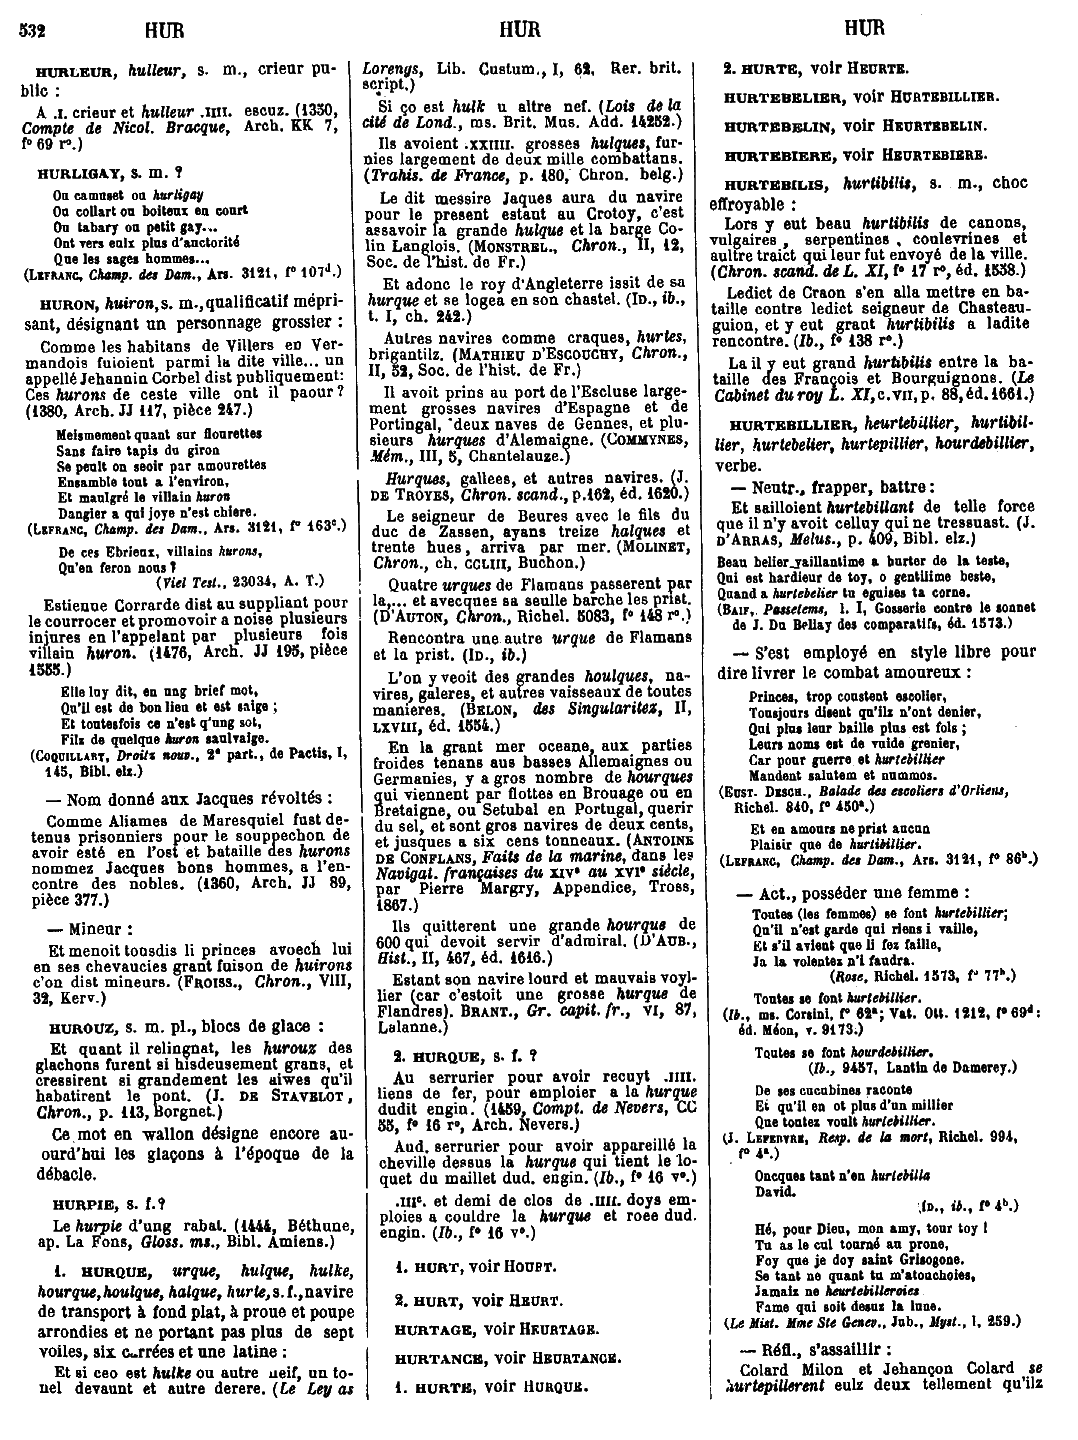 532 HUR HUR HUR
HURLEUR, hulleur, s. m., crieur pu-
blic :
A .I. crieur et hulleur .IIII. escuz. (1350,
Compte de Nicol. Bracque, Arch. KK 7,
f° 69 r°.)
HURLIGAY, s. m. ?
Ou camuset ou hurligay
Ou collart ou boiteux en court
Ou tabary ou petit gay...
Ont vers eulx plus d'anctorité
Que les sages hommes...
(LEFRANC, Champ. des Dam., Ars. 3121, f° 107d.)
HURON, huiron, s. m., qualificatif mépri-
sant, désignant un personnage grossier :
Comme les habitans de Villers en Ver-
mandois fuioient parmi la dite ville... un
appellé Jehannin Corbel dist publiquement:
Ces hurons de ceste ville ont il paour ?
(1380, Arch. JJ 117, pièce 247.)
Meismement quant sur flourettes
Sans faire tapis du giron
Se peult on seoir par amourettes
Ensamble tout a l'environ,
Et maulgré le villain huron
Dangier a qui joye n'est chiere.
(LEFRANC, Champ. des Dam., Ars. 3121, f° 163c.)
De ces Ebrieux, villains hurons,
Qu'en feron nous ?
(Viel Test., 23034, A. T.)
Estienne Corrarde dist au suppliant pour
le courrocer et promovoir a noise plusieurs
injures en l'appelant par plusieurs fois
villain huron. (1476, Arch. JJ 195, pièce
1555.)
Elle luy dit, en ung brief mot,
Qu'il est de bon lieu et est saige ;
Et toutesfois ce n'est q'ung sot,
Filz de quelque huron saulvaige.
(COQUILLART, Droitz nouv., 2e part., de Pactis, I,
145, Bibl. elz.)
— Nom donné aux Jacques révoltés :
Comme Aliames de Maresquiel fust de-
tenus prisonniers pour le souppechon de
avoir esté en l'ost et bataille des hurons
nommez Jacques bons hommes, a l'en-
contre des nobles. (1360, Arch. JJ 89,
pièce 377.)
— Mineur :
Et menoit tousdis li princes avoech lui
en ses chevaucies grant fuison de huirons
c'on dist mineurs. (FROISS., Chron., VIII,
32, Kerv.)
HUROUZ, s. m. pl., blocs de glace :
Et quant il relingnat, les hurouz des
glachons furent si hisdeusement grans, et
cressirent si grandement les aiwes qu'il
habatirent le pont. (J. DE STAVELOT,
Chron., p. 113, Borgnet.)
Ce mot en wallon désigne encore au-
ourd'hui les glaçons à l'époque de la
débacle.
HURPIE, s. f. ?
Le hurpie d'ung rabat. (1444, Béthune,
ap. La Fons, Gloss. ms., Bibl. Amiens.)
1. HURQUE, urque, hulque, hulke,
hourque, houlque, halque, hurte, s. f., navire
de transport à fond plat, à proue et poupe
arrondies et ne portant pas plus de sept
voiles, six carrées et une latine :
Et si ceo est hulke ou autre neif, un to-
nel devaunt et autre derere. (Le Ley as
Lorengs, Lib. Custum., I, 62, Rer. brit.
script.)
Si ço est hulk u altre nef. (Lois de la
cité de Lond., ms. Brit. Mus. Add. 14252.)
Ils avoient .XXIIII. grosses hulques, fur-
nies largement de deux mille combattans.
(Trahis. de France, p. 180, Chron. belg.)
Le dit messire Jaques aura du navire
pour le present estant au Crotoy, c'est
assavoir la grande hulque et la barge Co-
lin Langlois. (MONSTREL., Chron., II, 12,
Soc. de l'hist. de Fr.)
Et adonc le roy d'Angleterre issit de sa
hurque et se logea en son chastel. (ID., ib.,
t. I, ch. 242.)
Autres navires comme craques, hurtes,
brigantilz. (MATHIEU D'ESCOUCHY, Chron.,
II, 52, Soc. de l'hist. de Fr.)
Il avoit prins au port de l'Escluse large-
ment grosses navires d'Espagne et de
Portingal, deux naves de Gennes, et plu-
sieurs hurques d'Alemaigne. (COMMYNES,
Mém., III, 5, Chantelauze.)
Hurques, gallees, et autres navires. (J.
DE TROYES, Chron. scand., p. 162, éd. 1620.)
Le seigneur de Beures avec le fils du
duc de Zassen, ayans treize halques et
trente hues, arriva par mer. (MOLINET,
Chron., ch. CCLIII, Buchon.)
Quatre urques de Flamans passerent par
la,... et avecques sa seulle barche les prist.
(D'AUTON, Chron., Richel. 5083, f° 148 r°.)
Rencontra une autre urque de Flamans
et la prist. (ID., ib.)
L'on y veoit des grandes houlques, na-
vires, galeres, et autres vaisseaux de toutes
manieres. (BELON, des Singularitez, II,
LXVIII, éd. 1554.)
En la grant mer oceane, aux parties
froides tenans aus basses Allemaignes ou
Germanies, y a gros nombre de hourques
qui viennent par flottes en Brouage ou en
Bretaigne, ou Setubal en Portugal, querir
du sel, et sont gros navires de deux cents,
et jusques a six cens tonneaux. (ANTOINE
DE CONFLANS, Faits de la marine, dans les
Navigat. françaises du XIVe au XVIe siècle,
par Pierre Margry, Appendice, Tross,
1867.)
Ils quitterent une grande hourque de
600 qui devoit servir d'admiral. (D'AUB.,
Hist., II, 467, éd. 1616.)
Estant son navire lourd et mauvais voyl-
lier (car c'estoit une grosse hurque de
Flandres). BRANT., Gr. capit. fr., VI, 87,
Lalanne.)
2. HURQUE, s. f. ?
Au serrurier pour avoir recuyt .IIII.
liens de fer, pour emploier a la hurque
dudit engin. (1459, Compt. de Nevers, CC
55, f° 16 r°, Arch. Nevers.)
Aud. serrurier pour avoir appareillé la
cheville dessus la hurque qui tient le lo-
quet du maillet dud. engin. (Ib., f° 16 v°.)
.IIIc. et demi de clos de .IIII. doys em-
ploies a couldre la hurque et roee dud.
engin. (Ib., f° 16 v°.)
1. HURT, voir HOURT.
2. HURT, voir HEURT.
HURTAGE, voir HEURTAGE.
HURTANCE, voir HEURTANCE.
1. HURTE, voir HURQUE.
2. HURTE, voir HEURTE.
HURTEBELIER, voir HURTEBILLIER.
HURTEBELIN, voir HEURTEBELIN.
HURTEBIERE, voir HEURTEBIERE.
HURTEBILIS, hurtibilis, s. m., choc
effroyable :
Lors y eut beau hurtibilis de canons,
vulgaires, serpentines, coulevrines et
aultre traict qui leur fut envoyé de la ville.
(Chron. scand. de L. XI, f° 17 r°, éd. 1558.)
Ledict de Craon s'en alla mettre en ba-
taille contre ledict seigneur de Chasteau-
guion, et y eut grant hurtibilis a ladite
rencontre. (Ib., f° 138 r°.)
La il y eut grand hurtibilis entre la ba-
taille des François et Bourguignons. (Le
Cabinet du roy L. XI, c. VII, p. 88, éd. 1661.)
HURTEBILLIER, heurtebillier, hurtibil-
lier, hurtebelier, hurtepillier, hourdebillier,
verbe.
— Neutr., frapper, battre :
Et sailloient hurtebillant de telle force
que il n'y avoit celluy qui ne tressuast. (J.
D'ARRAS, Melus., p. 409, Bibl. elz.)
Beau belier vaillantime a hurter de la teste,
Qui est hardieur de toy, o gentilime beste,
Quand a hurtebelier tu eguises ta corne.
(BAIF, Passetems, l. I, Gosserie contre le sonnet
de J. Du Bellay des comparatifs, éd. 1573.)
— S'est employé en style libre pour
dire livrer le combat amoureux :
Princes, trop coustent escolier,
Tousjours disent qu'ilz n'ont denier,
Qui plus leur baille plus est fols ;
Leurs noms est de vuide grenier,
Car pour guerre et hurtebillier
Mandent salutem et nummos.
(EUST. DESCH., Balade des escoliers d'Orliens,
Richel. 840, f° 450a.)
Et en amours ne prist aucun
Plaisir que de hurtibillier.
(LEFRANC, Champ. des Dam., Ars. 3121, f° 86b.)
— Act., posséder une femme :
Toutes (les femmes) se font hurtebillier;
Qu'il n'est garde qui riens i vaille,
Et s'il avient que li fez faille,
Ja la volentez n'i faudra.
(Rose, Richel. 1573, f° 77b.)
Toutes se font hurtebillier.
(Ib., ms. Corsini, f° 62a; Vat. Ott. 1212, f° 69d:
éd. Méon, v. 9173.)
Toutes se font hourdebillier.
(Ib., 9457, Lantin de Damerey.)
De ses cucubines raconte
Et qu'il en ot plus d'un millier
Que toutez voult hurtebillier.
(J. LEFEBVRE, Resp. de la mort, Richel. 994,
f° 4a.)
Oncques tant n'en hurtebilla
David.
(ID., ib., f° 4b.)
Hé, pour Dieu, mon amy, tour toy !
Tu as le cul tourné au prone,
Foy que je doy saint Grisogone.
Se tant ne quant tu m'atouchoies,
Jamaiz ne heurtebilleroies
Fame qui soit desuz la lune.
(Le Mist. Mme Ste Genev., Jub., Myst., I, 259.)
— Réfl., s'assaillir :
Colard Milon et Jehançon Colard se
hurtepillerent eulz deux tellement qu'ilz